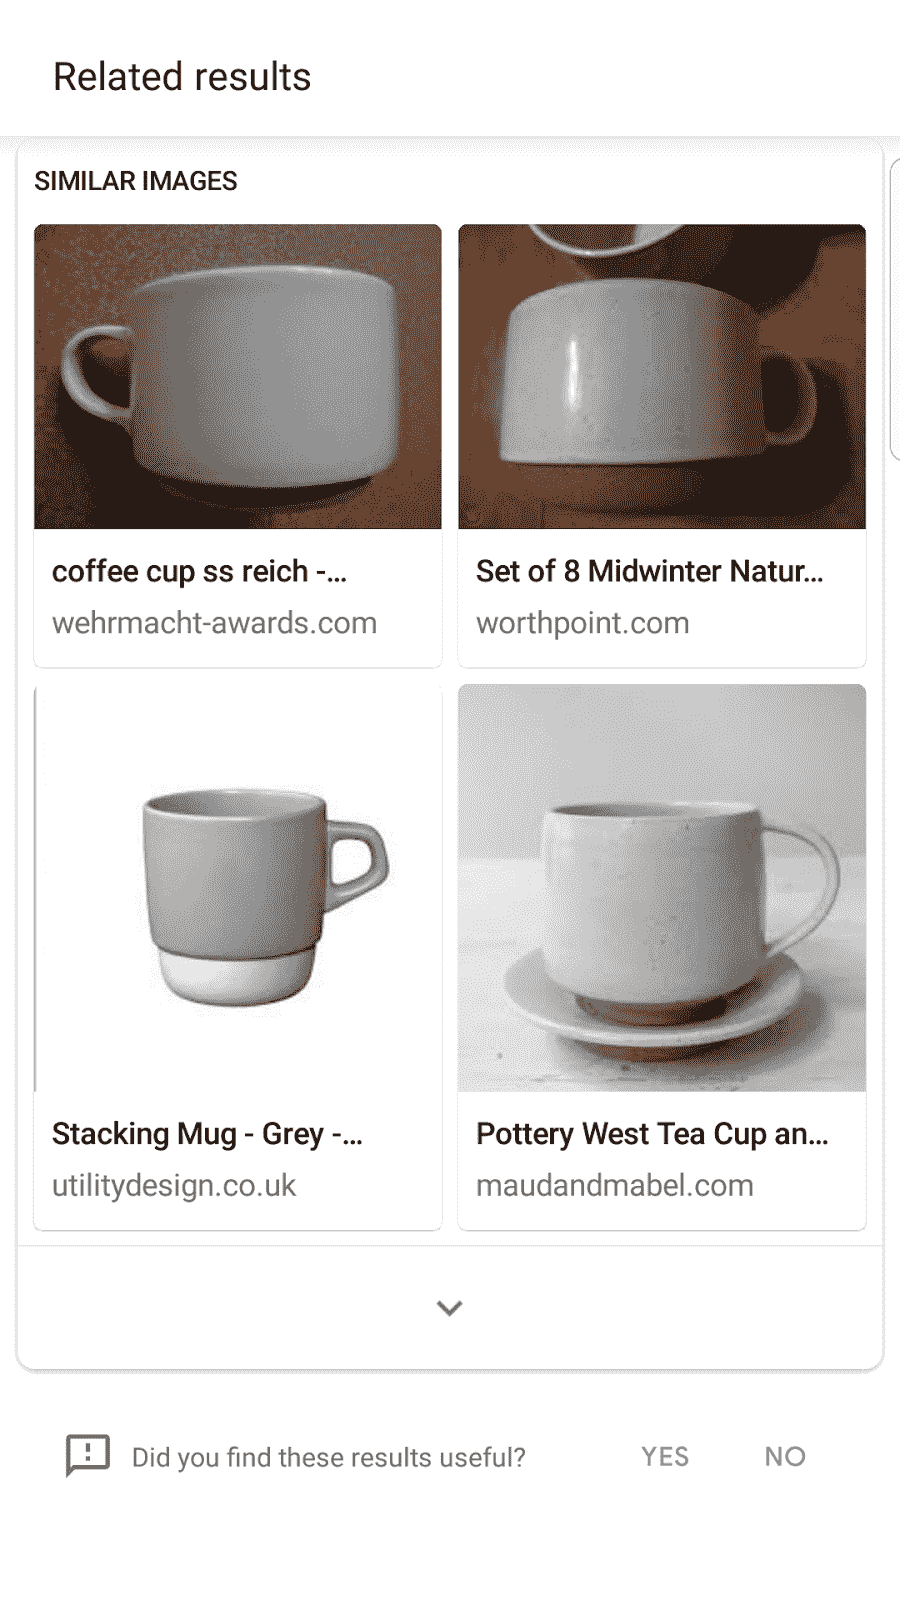 Related results
SIMILAR IMAGES
coffee cup ss reich -...
wehrmacht-awards.com
Set of 8 Midwinter Natur...
worthpoint.com
Stacking Mug - Grey -...
utilitydesign.co.uk
Pottery West Tea Cup an...
maudandmabel.com
Did you find these results useful?
YES
NO